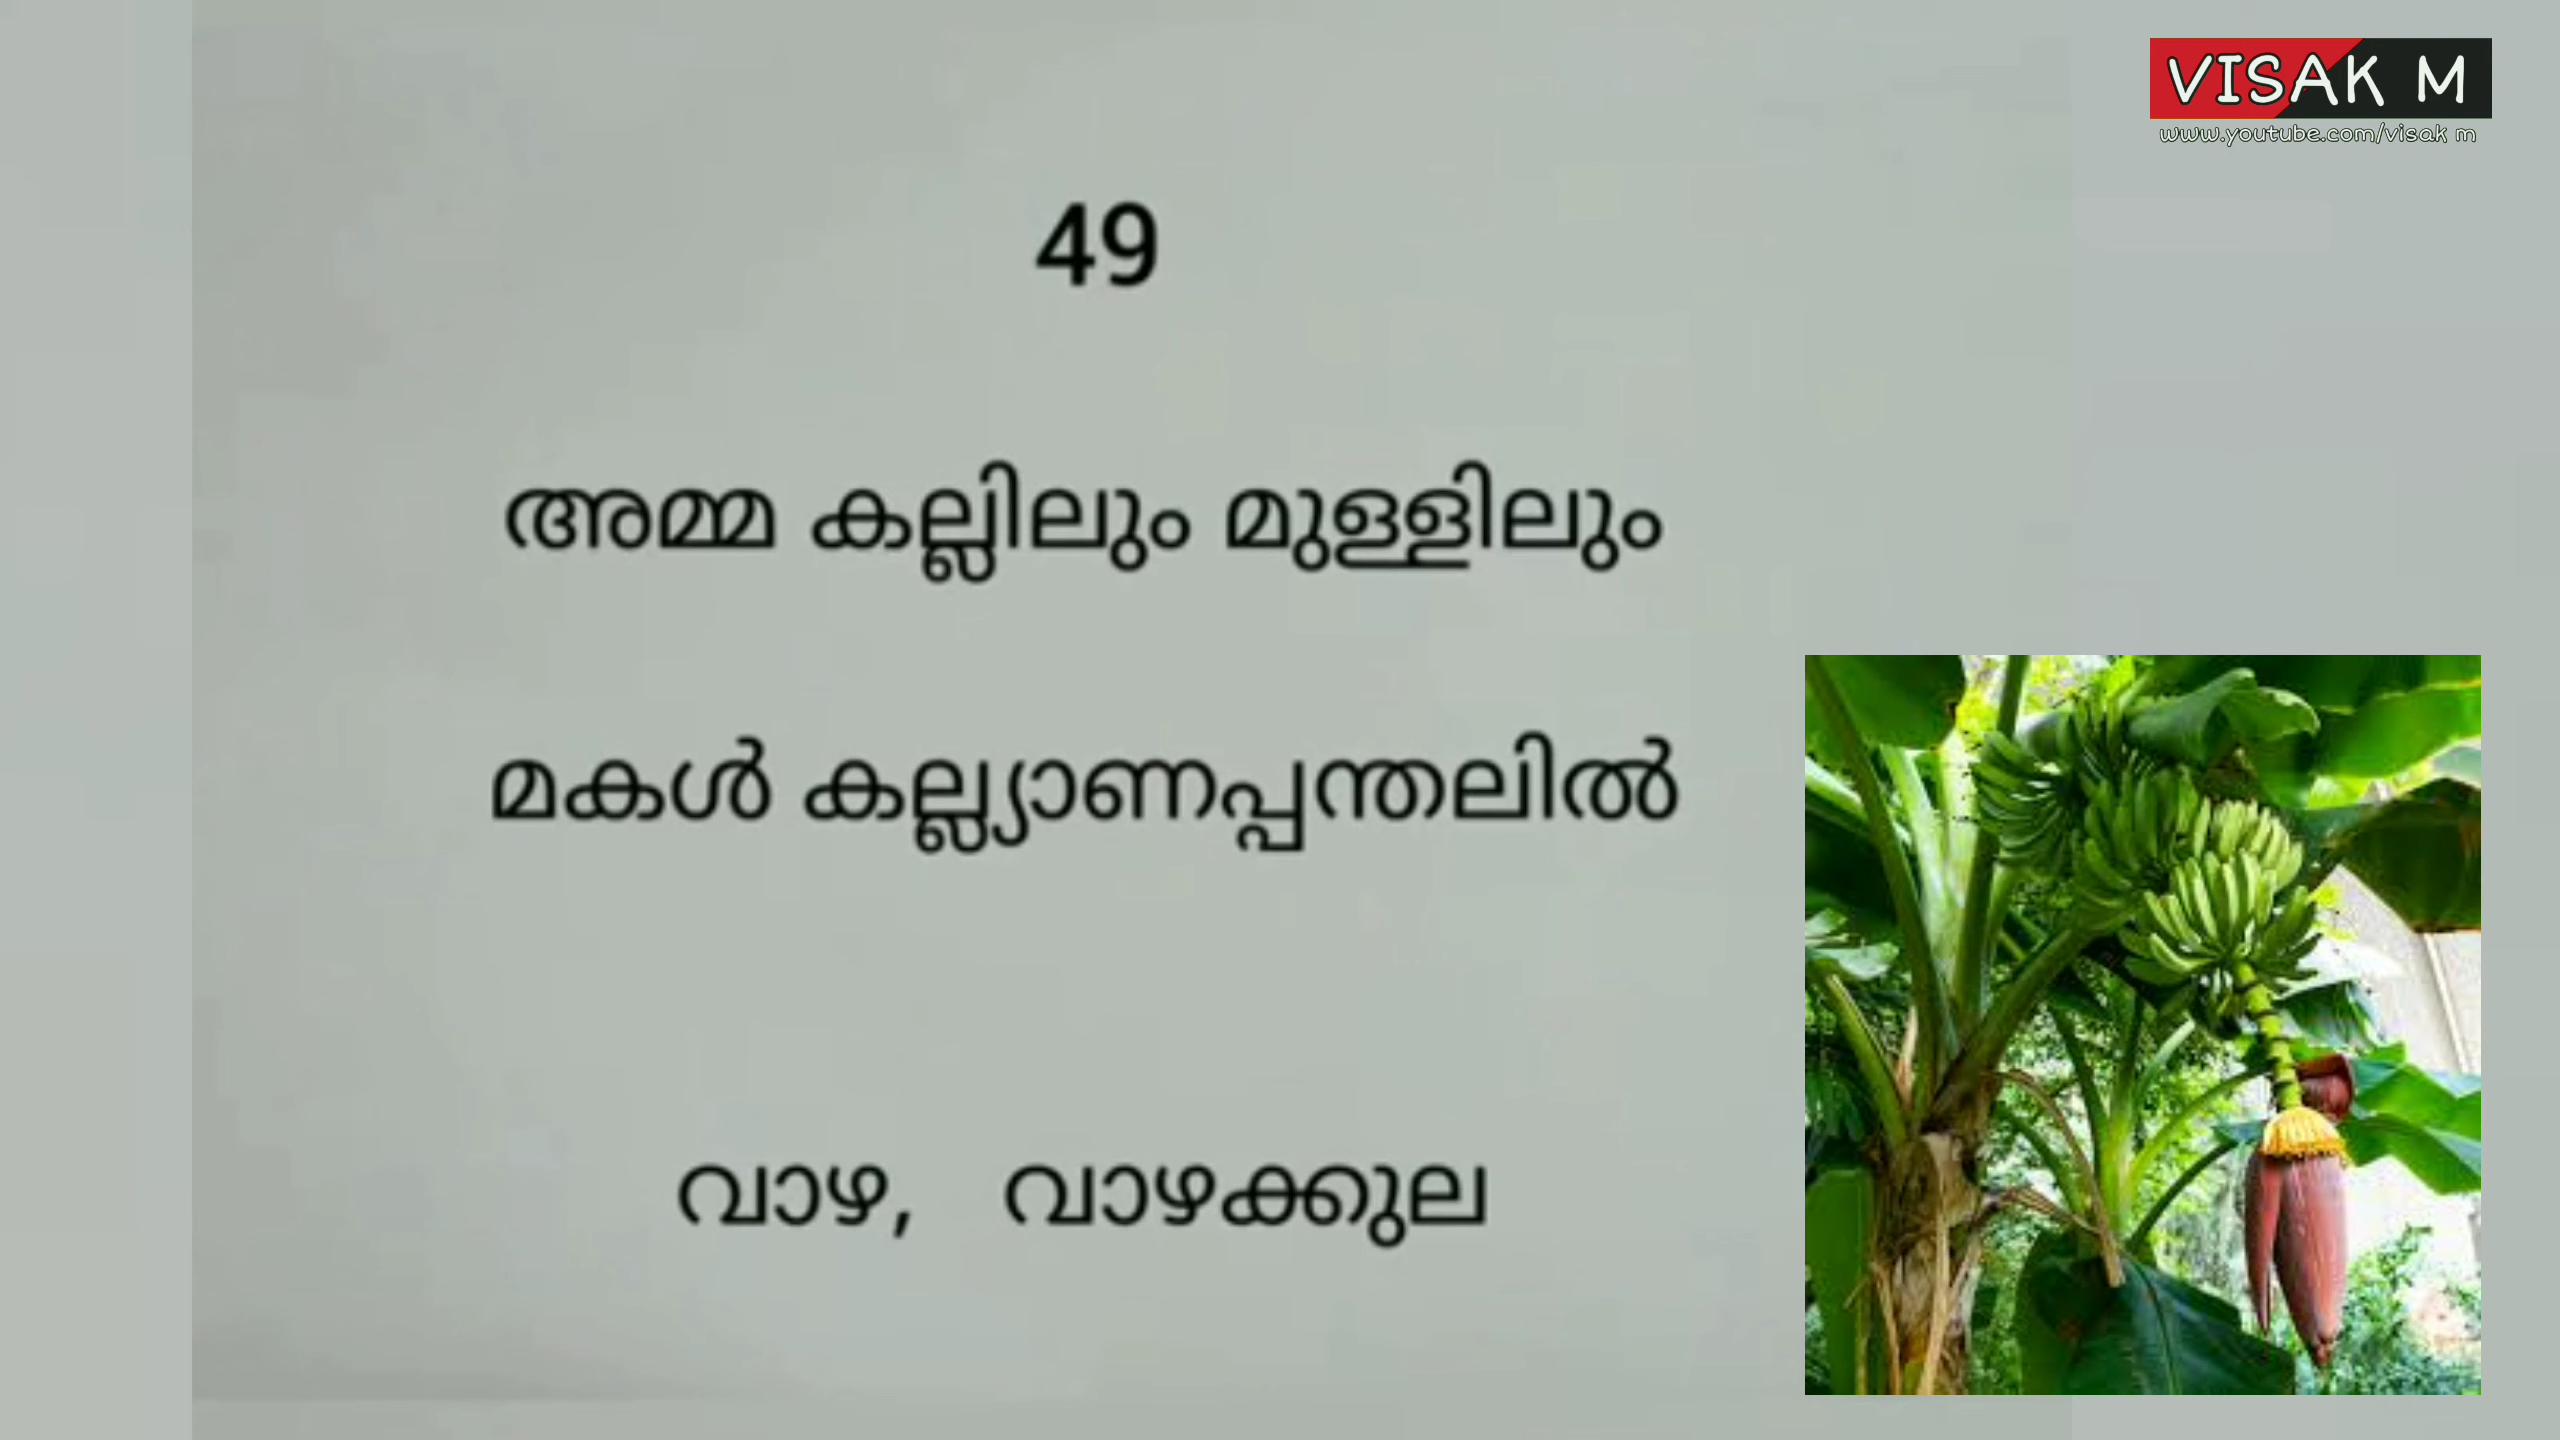 VISAK M
www.youtube.com/visak m
49
അമ്മ കല്ലിലും മുള്ളിലും
മകൾ കല്ല്യാണപ്പന്തലിൽ
വാഴ, വാഴക്കുല